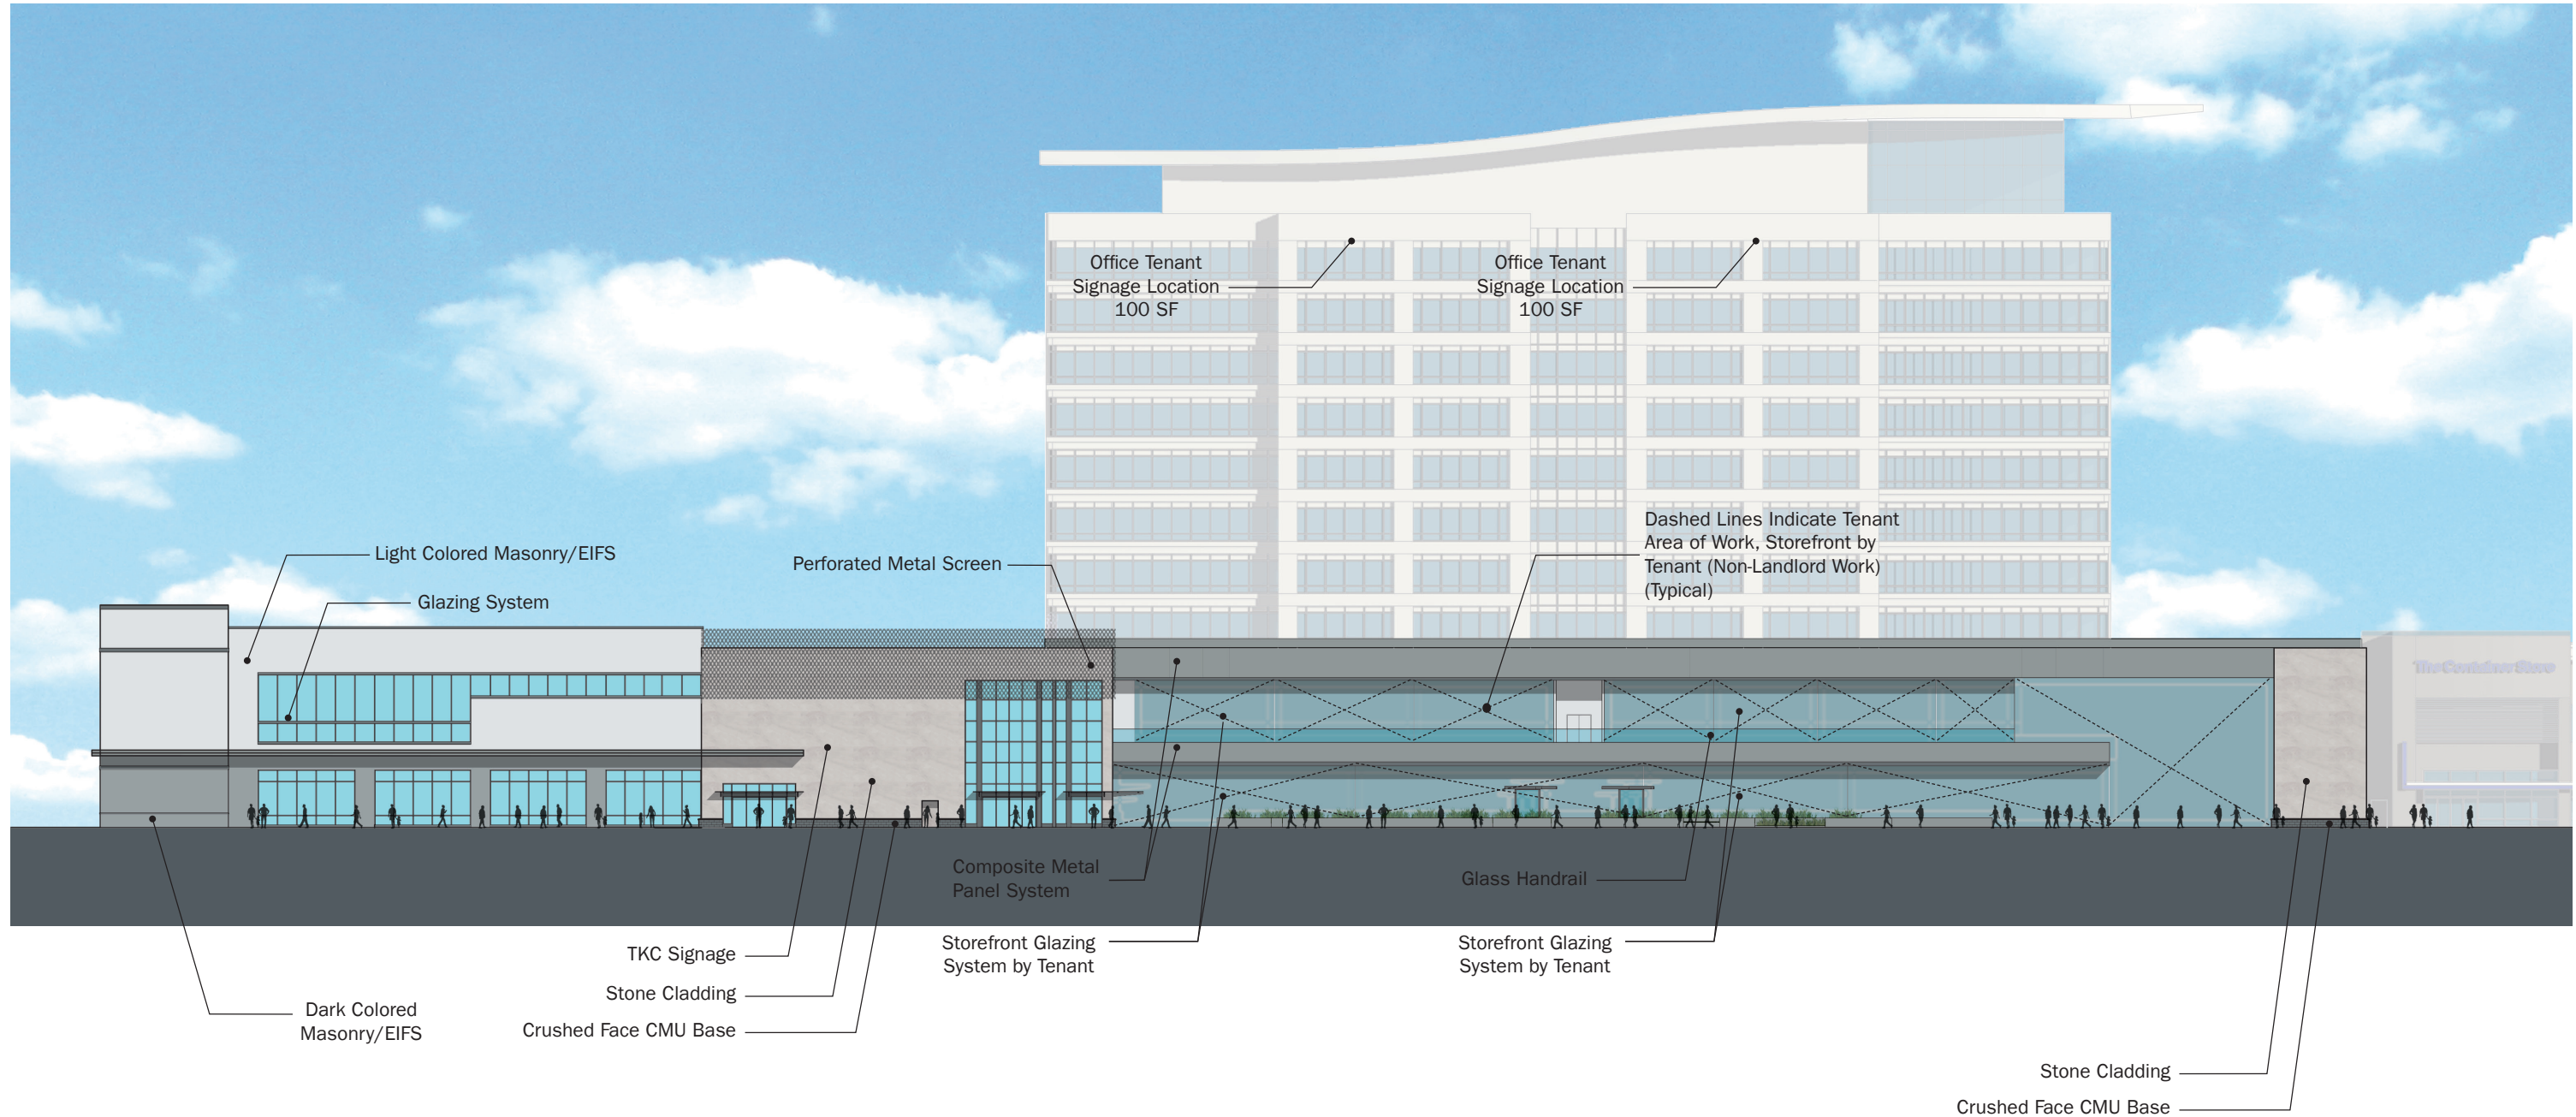 Office Tenant
Signage Location
100 SF
Office Tenant
Signage Location
100 SF
Dashed Lines Indicate Tenant
Area of Work, Storefront by
Tenant (Non-Landlord Work)
(Typical)
Light Colored Masonry/EIFS
Perforated Metal Screen
Glazing System
The Container Store
Composite Metal
Panel System
Glass Handrail
Storefront Glazing
System by Tenant
Storefront Glazing
System by Tenant
TKC Signage
Stone Cladding
Crushed Face CMU Base
Dark Colored
Masonry/EIFS
Stone Cladding
Crushed Face CMU Base